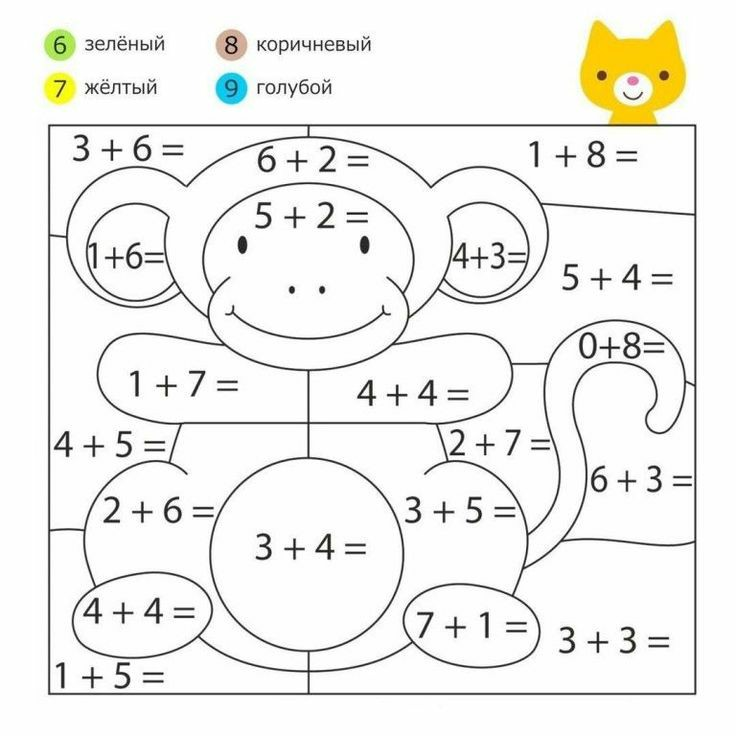 6 зелёный 8 коричневый
7 жёлтый 9 голубой
3 + 6 = 6 + 2 = 1 + 8 =
5 + 2 =
1+6= 4+3=
5 + 4 =
0+8=
1 + 7 = 4 + 4 =
4 + 5 = 2 + 7 =
6 + 3 =
2 + 6 = 3 + 5 =
3 + 4 =
4 + 4 = 7 + 1 =
3 + 3 =
1 + 5 =